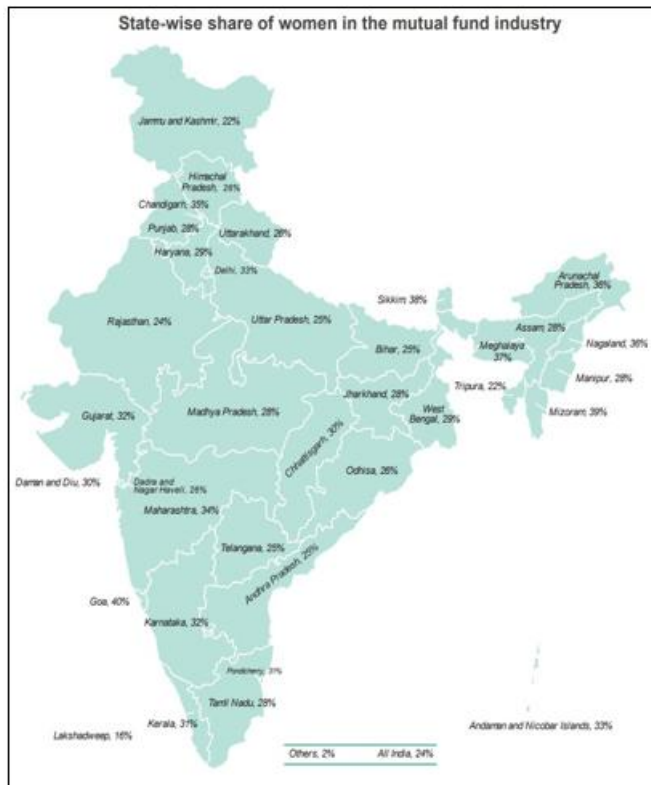 State-wise share of women in the mutual fund industry
Jammu and Kashmir, 22%
Himachal
Pradesh, 26%
Chandigarh, 35%
Punjab, 28%
Uttarakhand, 26%
Haryana, 29%
Delhi, 33%
Arunachal
Pradesh, 36%
Sikkim, 38%
Rajasthan, 24%
Uttar Pradesh, 25%
Assam, 28%
Bihar, 25%
Meghalaya
37%
Nagaland, 36%
Manipur, 28%
Tripura, 22%
Mizoram, 39%
Jharkhand, 28%
West
Bengal, 29%
Gujarat, 32%
Madhya Pradesh, 28%
Chhattisgarh, 30%
Odhisa, 26%
Daman and Diu, 30%
Dadra and
Nagar Haveli, 26%
Maharashtra, 34%
Telangana, 25%
Andhra Pradesh, 25%
Goa, 40%
Karnataka, 32%
Pondicherry, 31%
Tamil Nadu, 28%
Kerala, 31%
Lakshadweep, 16%
Andaman and Nicobar Islands, 33%
Others, 2% All India, 24%